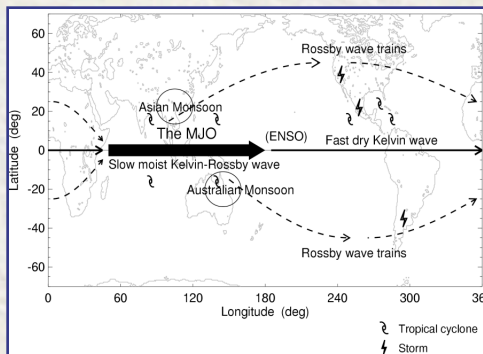 60
40
20
0
-20
-40
-60
Latitude (deg)
Rossby wave trains
Asian Monsoon
The MJO
(ENSO)
Fast dry Kelvin wave
Slow moist Kelvin-Rossby wave
Australian Monsoon
Rossby wave trains
0 60 120 180 240 300 360
Longitude (deg)
Tropical cyclone
Storm